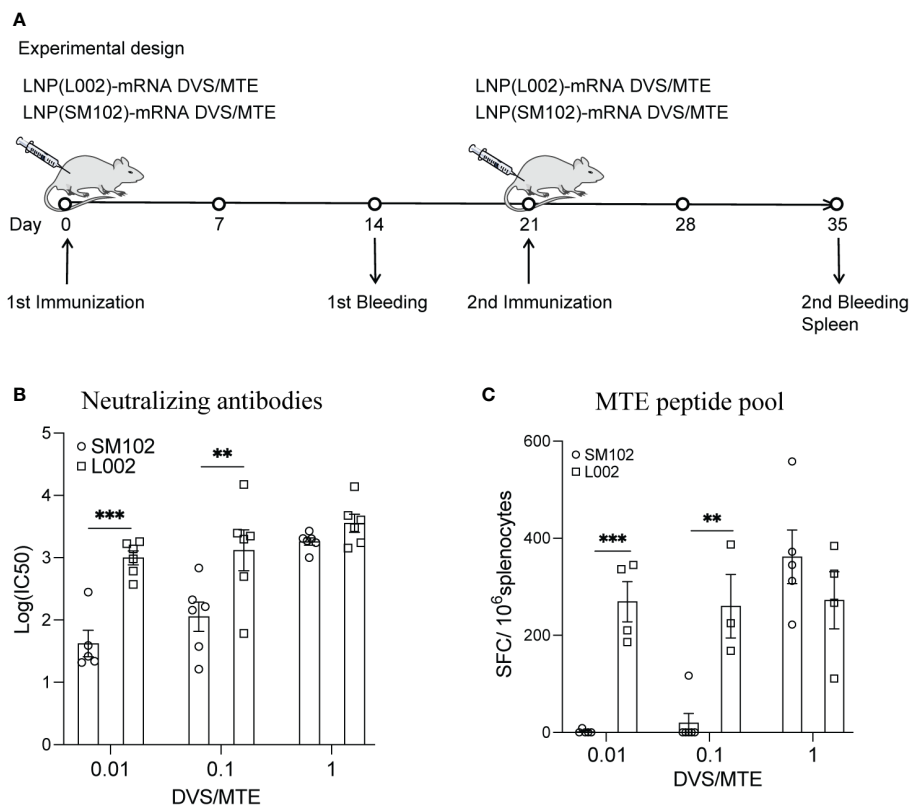 A
Experimental design
LNP(L002)-mRNA DVS/MTE
LNP(SM102)-mRNA DVS/MTE
LNP(L002)-mRNA DVS/MTE
LNP(SM102)-mRNA DVS/MTE
Day 0 7 14 21 28 35
1st Immunization
1st Bleeding
2nd Immunization
2nd Bleeding
Spleen
B
Neutralizing antibodies
Log(IC50)
5
4
3
2
1
0
SM102
L002
***
**
0.01 0.1 1
DVS/MTE
C
MTE peptide pool
SFC/ 10⁶splenocytes
600
400
200
0
SM102
L002
***
**
0.01 0.1 1
DVS/MTE